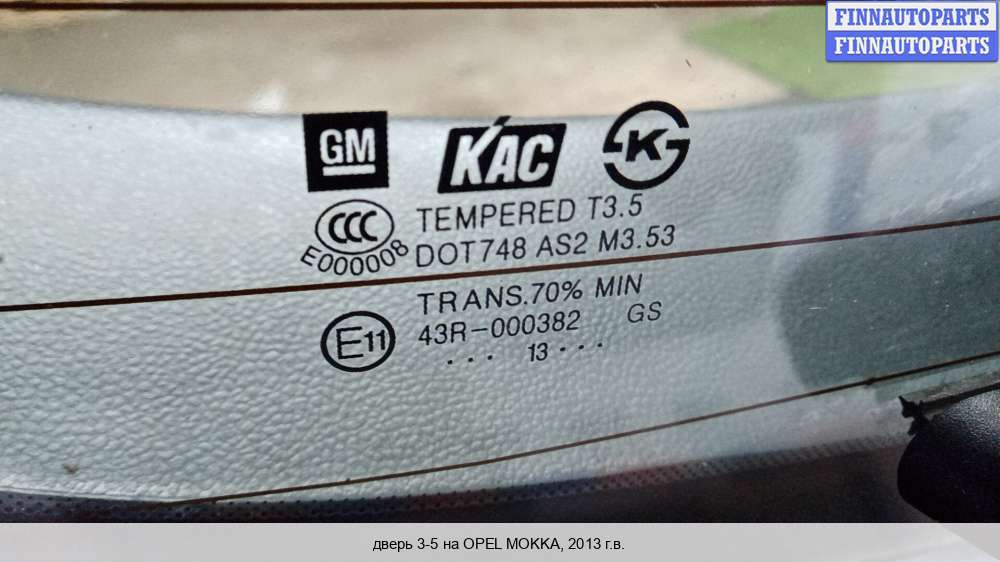 FINNAUTOPARTS
FINNAUTOPARTS
GM KAC SK
CCC TEMPERED T3.5
E000008 DOT748 AS2 M3.53
TRANS.70% MIN
E11 43R-000382 GS
... 13 ...
дверь 3-5 на OPEL MOKKA, 2013 г.в.